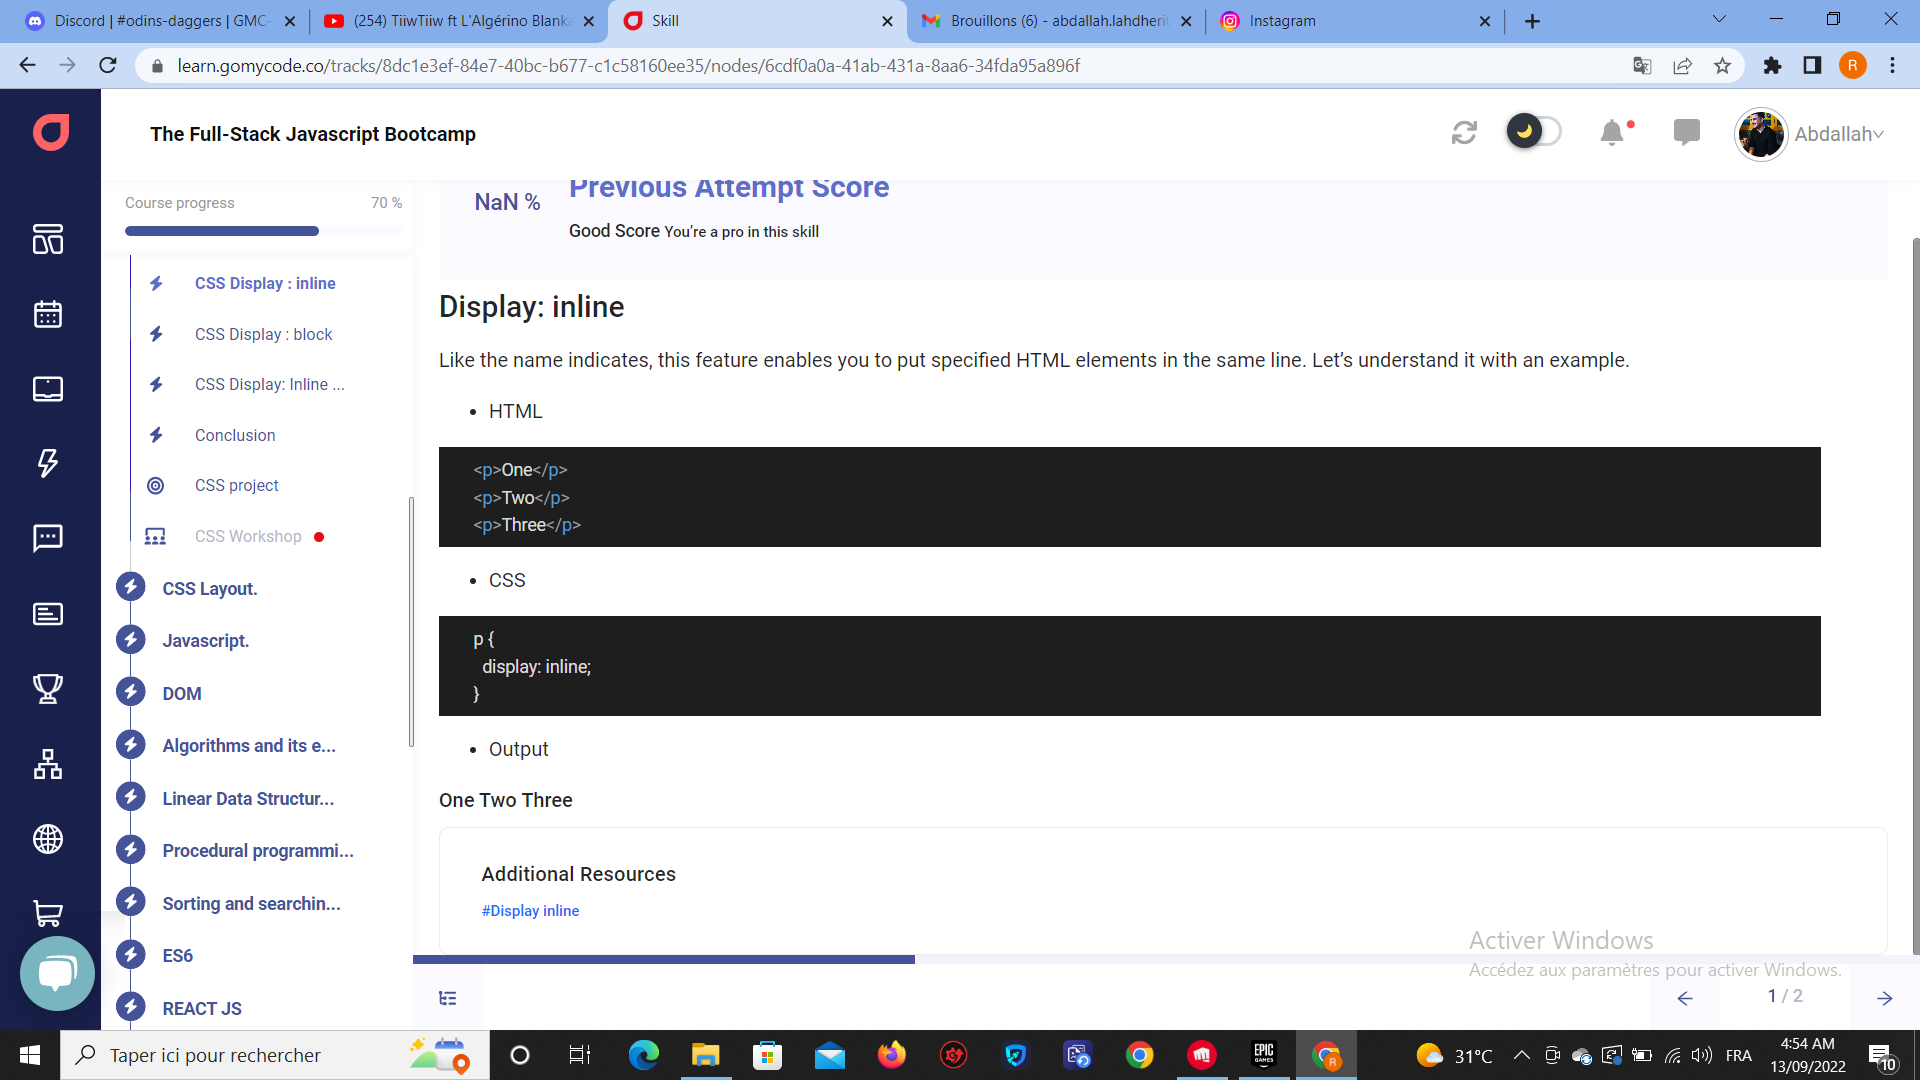 Discord | #odins-daggers | GMC-
(254) TiiwTiiw ft L'Algérino Blanka
Skill
Brouillons (6) - abdallah.lahdheri
Instagram
learn.gomycode.co/tracks/8dc1e3ef-84e7-40bc-b677-c1c58160ee35/nodes/6cdf0a0a-41ab-431a-8aa6-34fda95a896f
R
The Full-Stack Javascript Bootcamp
Abdallah
Course progress
70 %
CSS Display : inline
CSS Display : block
CSS Display: Inline ...
Conclusion
CSS project
CSS Workshop
CSS Layout.
Javascript.
DOM
Algorithms and its e...
Linear Data Structur...
Procedural programmi...
Sorting and searchin...
ES6
REACT JS
NaN %
Previous Attempt Score
Good Score You're a pro in this skill
Display: inline
Like the name indicates, this feature enables you to put specified HTML elements in the same line. Let's understand it with an example.
• HTML
<p>One</p>
<p>Two</p>
<p>Three</p>
• CSS
p {
display: inline;
}
• Output
One Two Three
Additional Resources
#Display inline
Activer Windows
Accédez aux paramètres pour activer Windows.
1 / 2
Taper ici pour rechercher
EPIC
GAMES
R
31°C
FRA
4:54 AM
13/09/2022
10